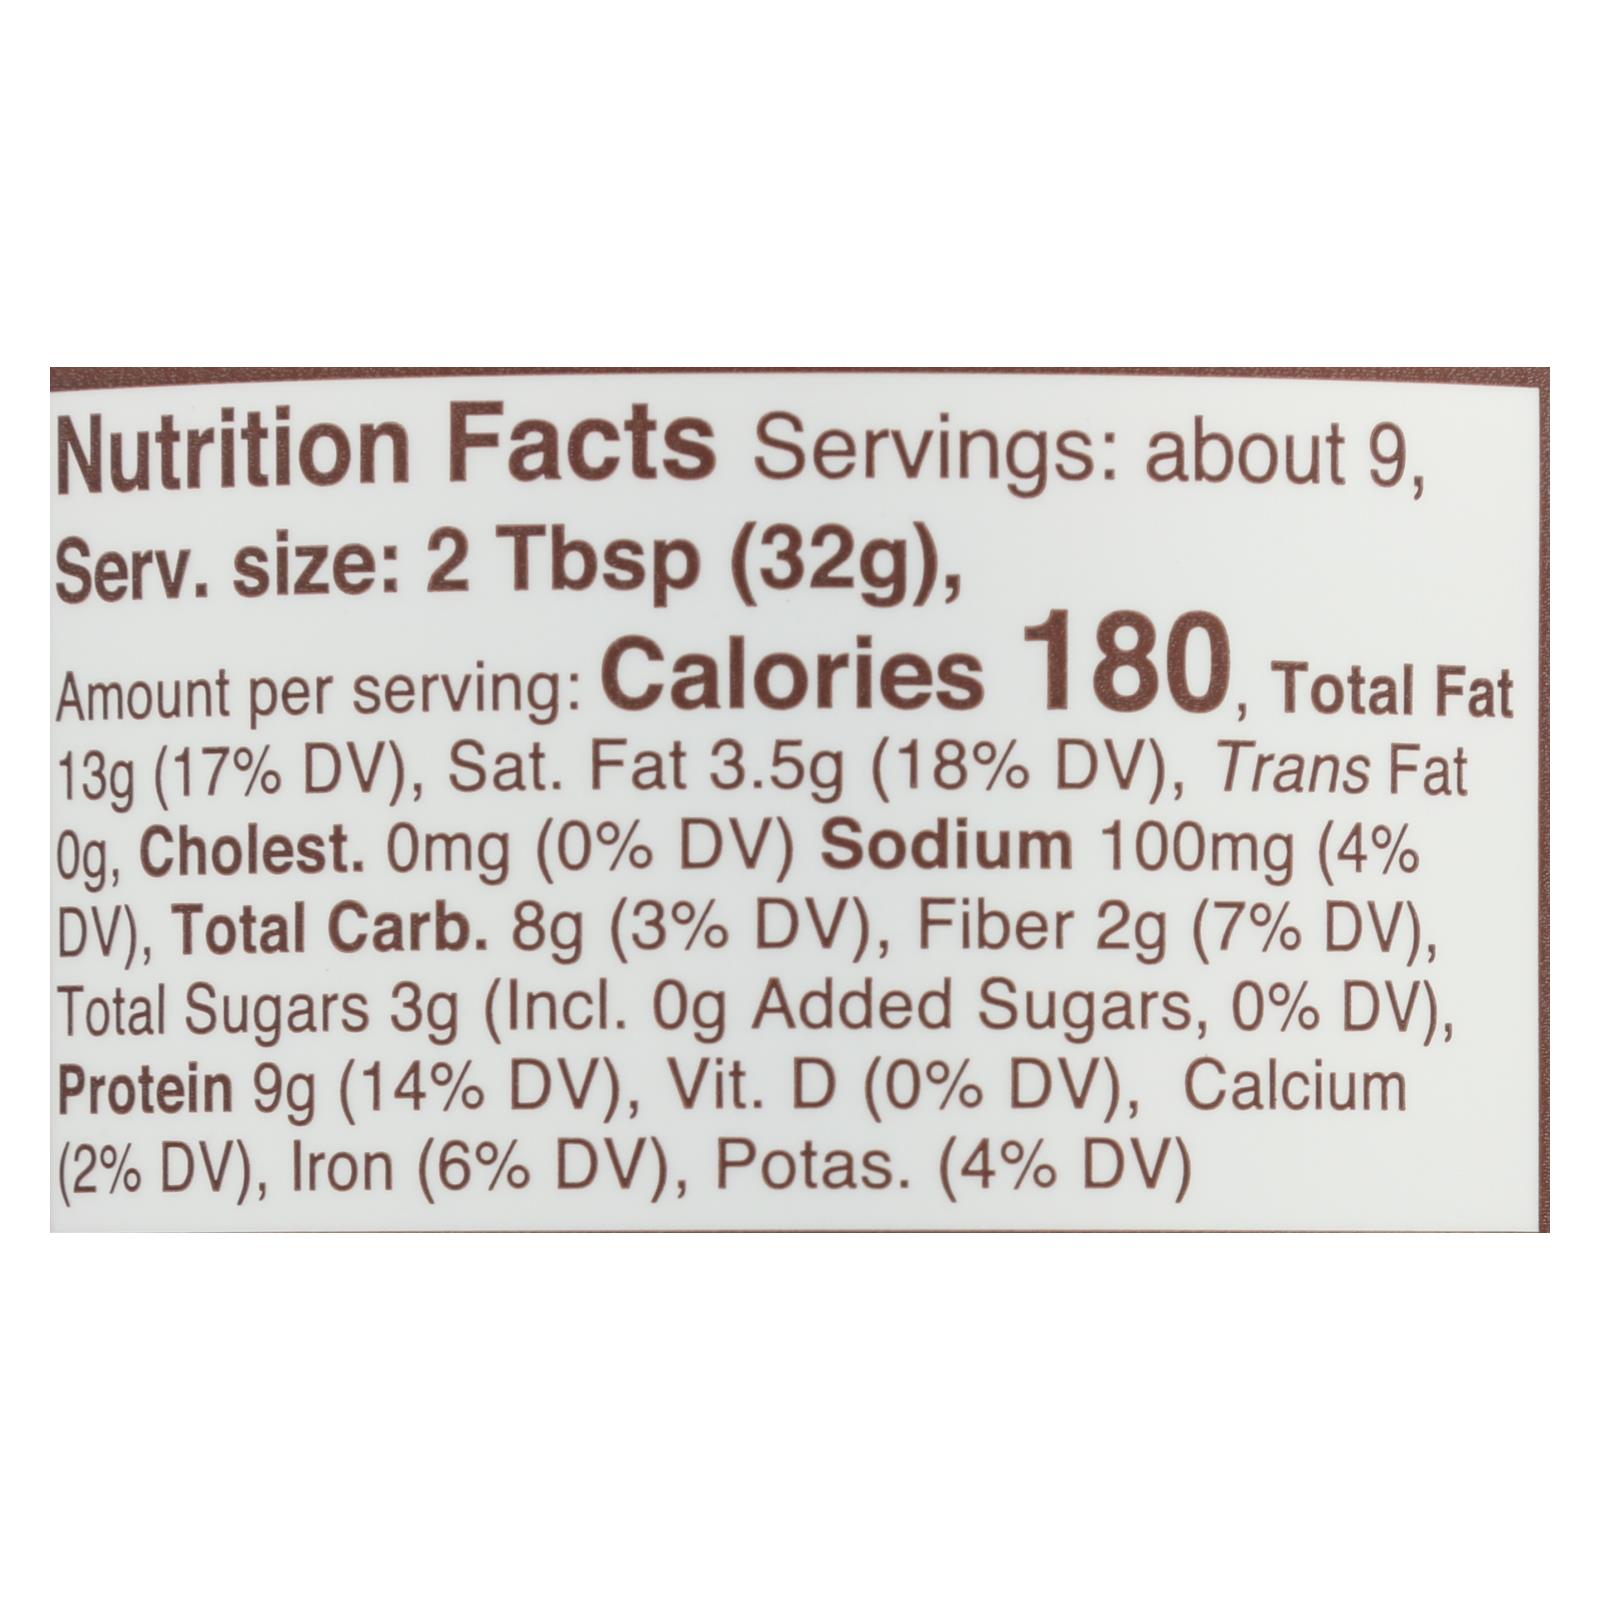 Nutrition Facts Servings: about 9,
Serv. size: 2 Tbsp (32g),
Amount per serving: Calories 180, Total Fat
13g (17% DV), Sat. Fat 3.5g (18% DV), Trans Fat
0g, Cholest. 0mg (0% DV) Sodium 100mg (4%
DV), Total Carb. 8g (3% DV), Fiber 2g (7% DV),
Total Sugars 3g (Incl. 0g Added Sugars, 0% DV),
Protein 9g (14% DV), Vit. D (0% DV), Calcium
(2% DV), Iron (6% DV), Potas. (4% DV)